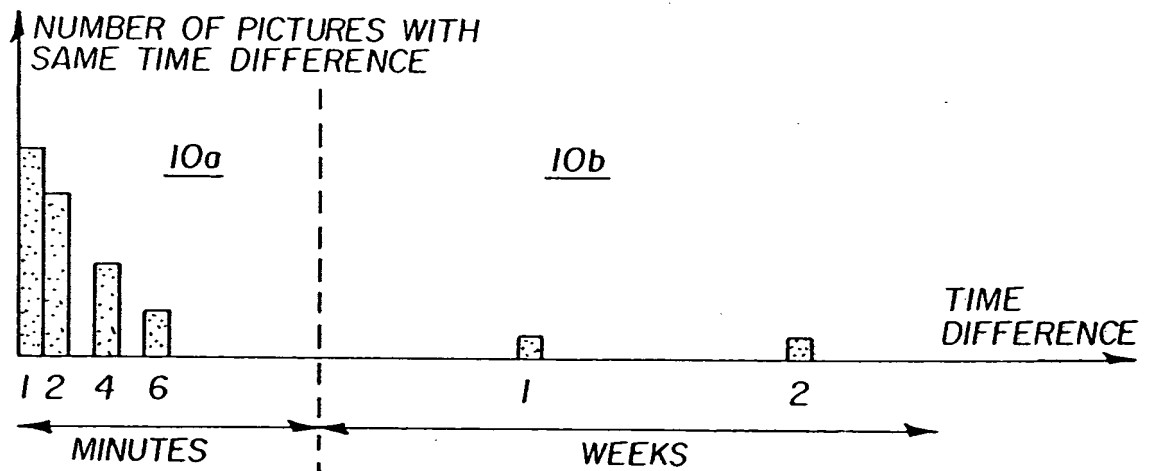 NUMBER OF PICTURES WITH
SAME TIME DIFFERENCE
10a
10b
TIME
DIFFERENCE
1 2 4 6 1 2
MINUTES WEEKS